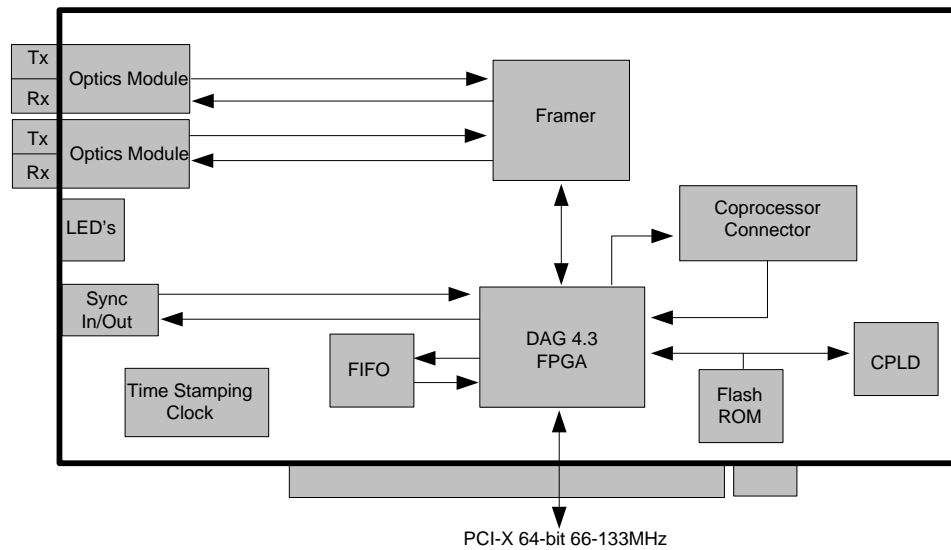 Tx
Optics Module
Rx
Tx
Optics Module
Rx
Framer
LED's
Coprocessor
Connector
Sync
In/Out
DAG 4.3
FPGA
FIFO
CPLD
Time Stamping
Clock
Flash
ROM
PCI-X 64-bit 66-133MHz